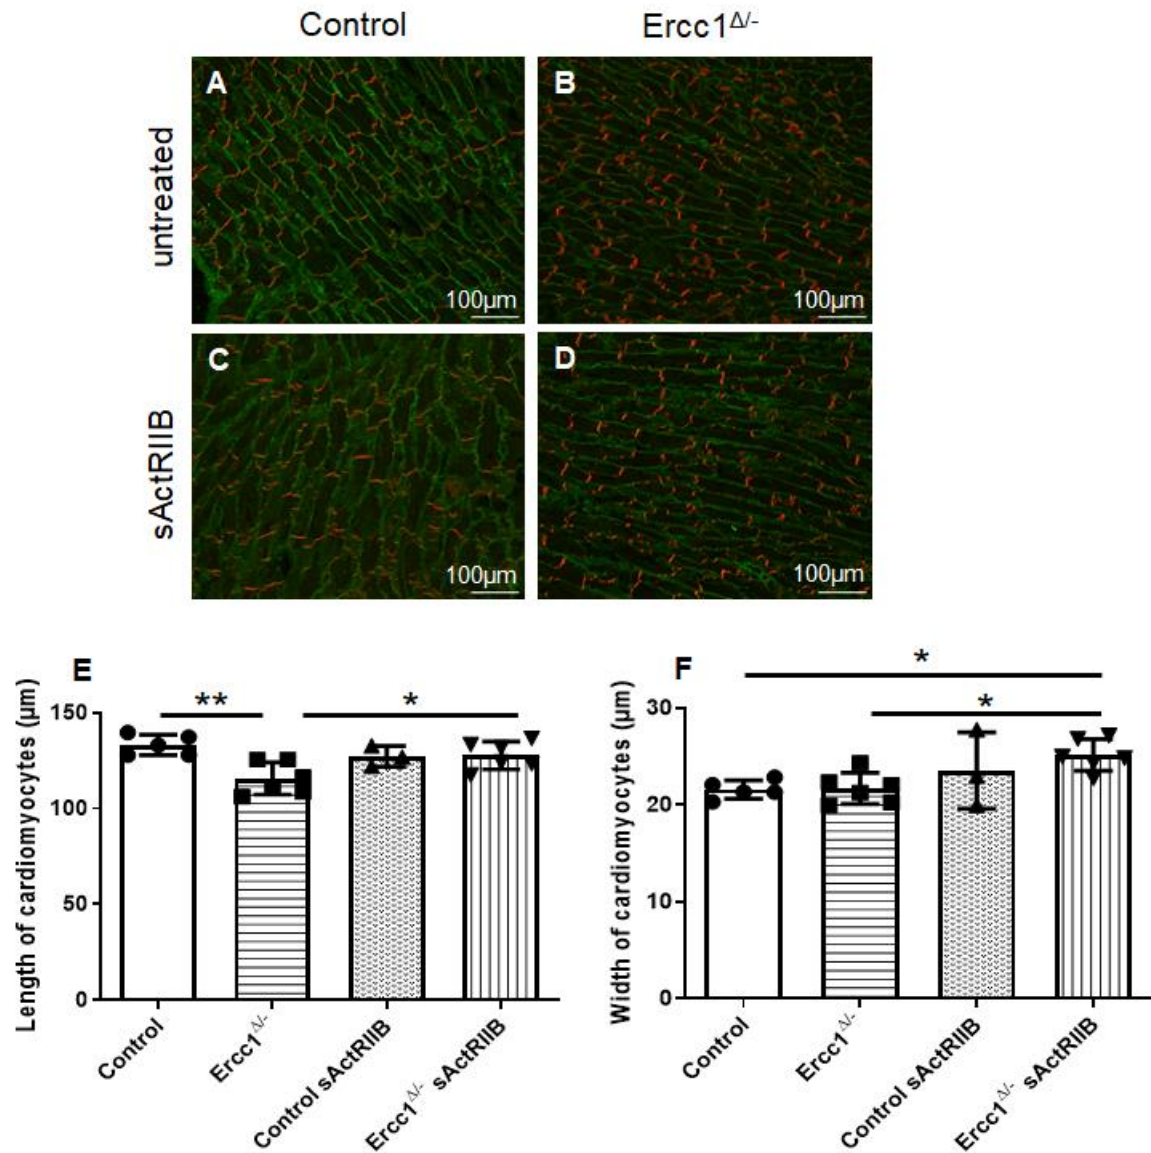 Control
Ercc1Δ/-
untreated
A
100µm
B
100µm
sActRIIB
C
100µm
D
100µm
E
Length of cardiomyocytes (µm)
150
100
50
0
**
*
Control
Ercc1Δ/-
Control sActRIIB
Ercc1Δ/- sActRIIB
F
Width of cardiomyocytes (µm)
30
20
10
0
*
*
Control
Ercc1Δ/-
Control sActRIIB
Ercc1Δ/- sActRIIB